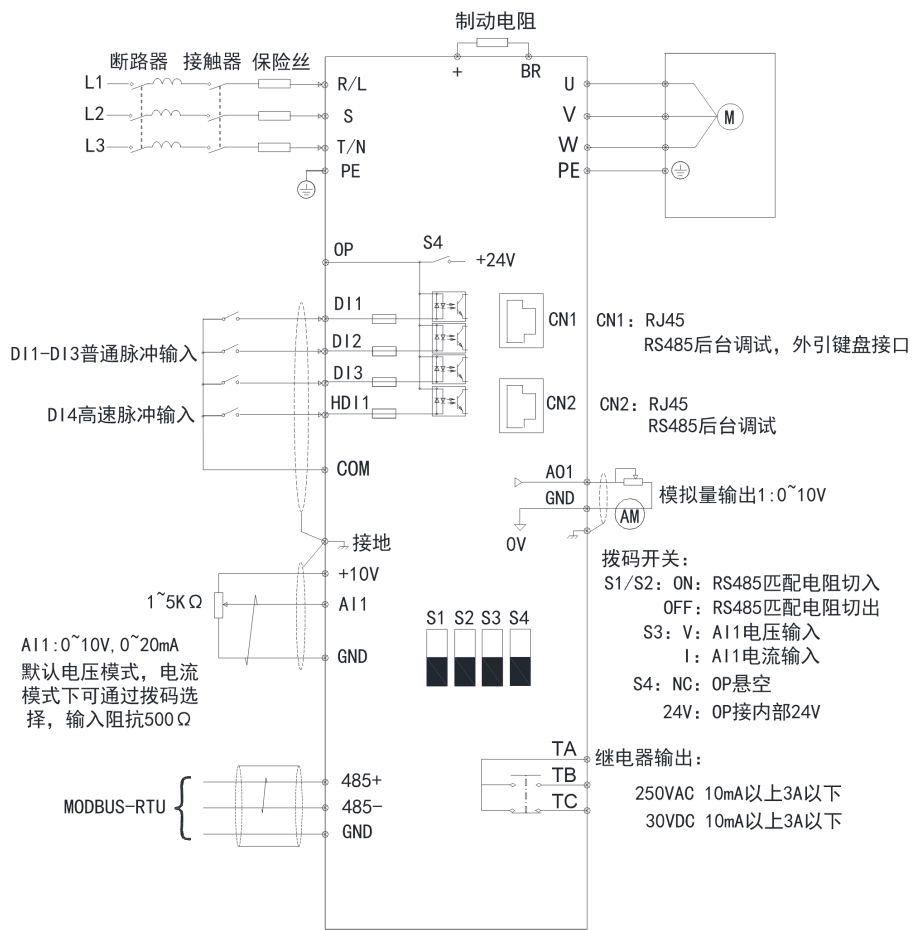 制动电阻
+ BR
断路器 接触器 保险丝
L1 R/L
L2 S
L3 T/N
PE
U
V
W
PE
M
OP
S4
+24V
DI1
DI2
DI3
HDI1
COM
DI1-DI3普通脉冲输入
DI4高速脉冲输入
CN1 CN1：RJ45
RS485后台调试，外引键盘接口
CN2 CN2：RJ45
RS485后台调试
AO1
GND
0V
AM
模拟量输出1:0~10V
接地
+10V
AI1
GND
1~5KΩ
AI1:0~10V,0~20mA
默认电压模式，电流
模式下可通过拨码选
择，输入阻抗500Ω
S1 S2 S3 S4
拨码开关：
S1/S2：ON：RS485匹配电阻切入
OFF：RS485匹配电阻切出
S3：V：AI1电压输入
I：AI1电流输入
S4：NC：OP悬空
24V：OP接内部24V
MODBUS-RTU
485+
485-
GND
TA
TB
TC
继电器输出：
250VAC 10mA以上3A以下
30VDC 10mA以上3A以下